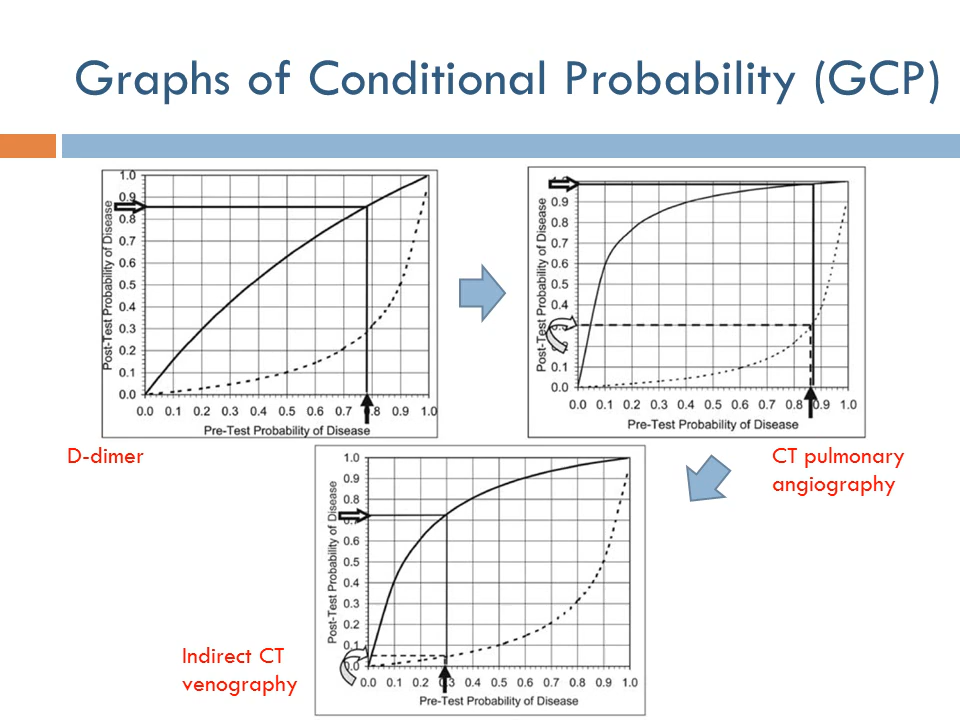 Graphs of Conditional Probability (GCP)
1.0
0.9
0.8
0.7
0.6
0.5
0.4
0.3
0.2
0.1
0.0
Post-Test Probability of Disease
0.0 0.1 0.2 0.3 0.4 0.5 0.6 0.7 0.8 0.9 1.0
Pre-Test Probability of Disease
D-dimer
0.9
0.8
0.7
0.6
0.5
0.4
0.1
0.0
Post-Test Probability of Disease
0.0 0.1 0.2 0.3 0.4 0.5 0.6 0.7 0.8 0.9 1.0
Pre-Test Probability of Disease
CT pulmonary
angiography
1.0
0.9
0.8
0.6
0.5
0.4
0.3
0.2
0.1
0.0
Post-Test Probability of Disease
0.0 0.1 0.2 0.3 0.4 0.5 0.6 0.7 0.8 0.9 1.0
Pre-Test Probability of Disease
Indirect CT
venography